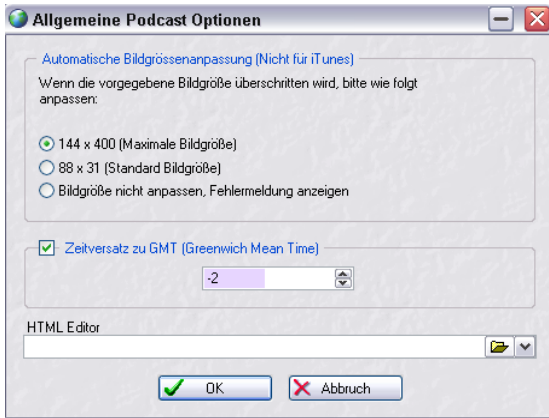 Allgemeine Podcast Optionen
Automatische Bildgrössenanpassung (Nicht für iTunes)
Wenn die vorgegebene Bildgröße überschritten wird, bitte wie folgt
anpassen:
144 x 400 (Maximale Bildgröße)
88 x 31 (Standard Bildgröße)
Bildgröße nicht anpassen, Fehlermeldung anzeigen
Zeitversatz zu GMT (Greenwich Mean Time)
-2
HTML Editor
OK
Abbruch